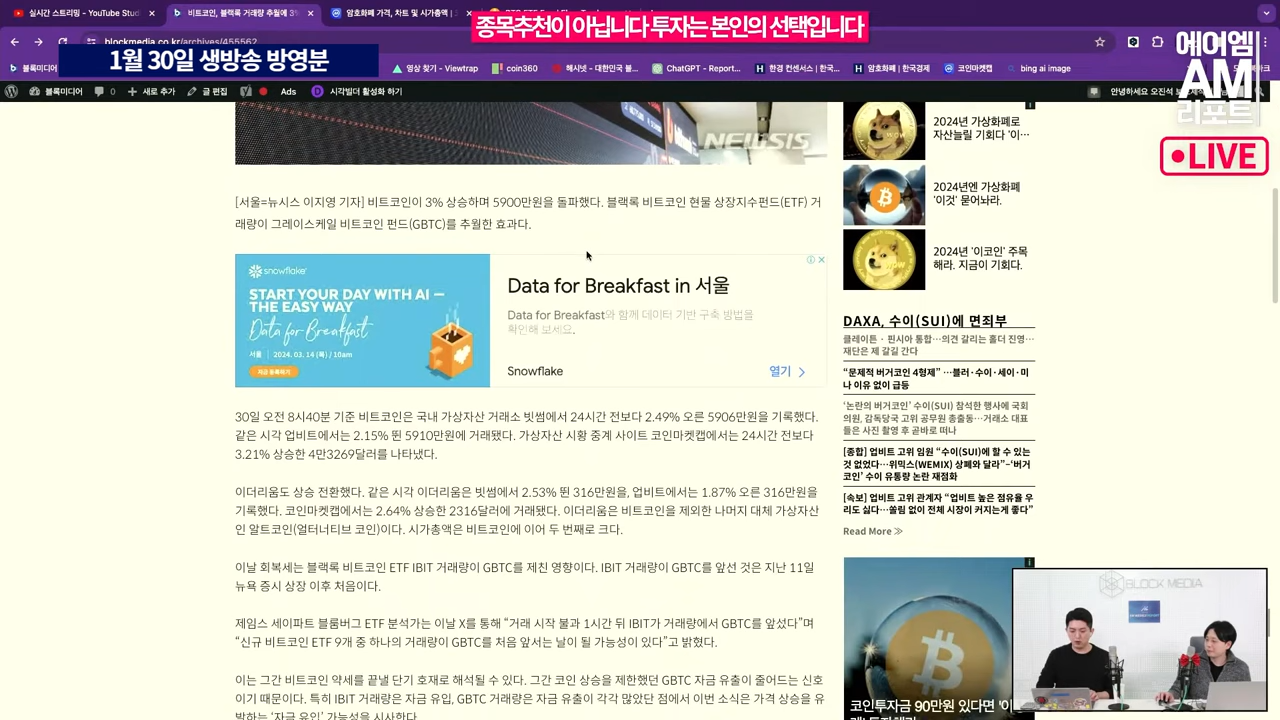 종목추천이 아닙니다 투자는 본인의 선택입니다
실시간 스트리밍 - YouTube Studi
비트코인, 블랙록 거래량 추월에 3
암호화폐 가격, 차트 및 시가총액 |
blockmedia.co.kr/archives/455562
1월 30일 생방송 방영분
에어엠
AM
리포트
LIVE
블록미디어
영상 찾기 - Viewtrap
coin360
해시넷 - 대한민국 블...
ChatGPT - Report...
한경 컨센서스 | 한국...
암호화폐 | 한국경제
코인마켓캡
bing ai image
블록미디어
0
새로 추가
글 편집
Ads
시각빌더 활성화 하기
안녕하세요 오진석
NEWSIS
[서울=뉴시스 이지영 기자] 비트코인이 3% 상승하며 5900만원을 돌파했다. 블랙록 비트코인 현물 상장지수펀드(ETF) 거
래량이 그레이스케일 비트코인 펀드(GBTC)를 추월한 효과다.
snowflake
START YOUR DAY WITH AI —
THE EASY WAY
Data for Breakfast
서울 | 2024. 03. 14 (목) / 10am
지금 등록하기
Data for Breakfast in 서울
Data for Breakfast와 함께 데이터 기반 구축 방법을
확인해 보세요.
Snowflake
열기
30일 오전 8시40분 기준 비트코인은 국내 가상자산 거래소 빗썸에서 24시간 전보다 2.49% 오른 5906만원을 기록했다.
같은 시각 업비트에서는 2.15% 뛴 5910만원에 거래됐다. 가상자산 시황 중계 사이트 코인마켓캡에서는 24시간 전보다
3.21% 상승한 4만3269달러를 나타냈다.
이더리움도 상승 전환했다. 같은 시각 이더리움은 빗썸에서 2.53% 뛴 316만원을, 업비트에서는 1.87% 오른 316만원을
기록했다. 코인마켓캡에서는 2.64% 상승한 2316달러에 거래됐다. 이더리움은 비트코인을 제외한 나머지 대체 가상자산
인 알트코인(얼터너티브 코인)이다. 시가총액은 비트코인에 이어 두 번째로 크다.
이날 회복세는 블랙록 비트코인 ETF IBIT 거래량이 GBTC를 제친 영향이다. IBIT 거래량이 GBTC를 앞선 것은 지난 11일
뉴욕 증시 상장 이후 처음이다.
제임스 세이파트 블룸버그 ETF 분석가는 이날 X를 통해 “거래 시작 불과 1시간 뒤 IBIT가 거래량에서 GBTC를 앞섰다”며
“신규 비트코인 ETF 9개 중 하나의 거래량이 GBTC를 처음 앞서는 날이 될 가능성이 있다”고 밝혔다.
이는 그간 비트코인 약세를 끝낼 단기 호재로 해석될 수 있다. 그간 코인 상승을 제한했던 GBTC 자금 유출이 줄어드는 신호
이기 때문이다. 특히 IBIT 거래량은 자금 유입, GBTC 거래량은 자금 유출이 각각 많았단 점에서 이번 소식은 가격 상승을 유
발하는 ‘자금 유입’ 가능성을 시사한다.
2024년 가상화폐로
자산늘릴 기회다 '이…
2024년엔 가상화폐
'이것' 묻어놔라.
2024년 '이코인' 주목
해라. 지금이 기회다.
DAXA, 수이(SUI)에 면죄부
클레이튼 · 핀시아 통합…의견 갈리는 홀더 진영…
재단은 제 갈길 간다
“문제적 버거코인 4형제” …블러·수이·세이·미
나 이유 없이 급등
‘논란의 버거코인’ 수이(SUI) 참석한 행사에 국회
의원, 감독당국 고위 공무원 총출동…거래소 대표
들은 사진 촬영 후 곧바로 떠나
[종합] 업비트 고위 임원 “수이(SUI)에 할 수 있는
것 없었다…위믹스(WEMIX) 상폐와 달라”–‘버거
코인’ 수이 유통량 논란 재점화
[속보] 업비트 고위 관계자 “업비트 높은 점유율 우
리도 싫다…쏠림 없이 전체 시장이 커지는게 좋다”
Read More ≫
BLOCK MEDIA
코인투자금 90만원 있다면 '이